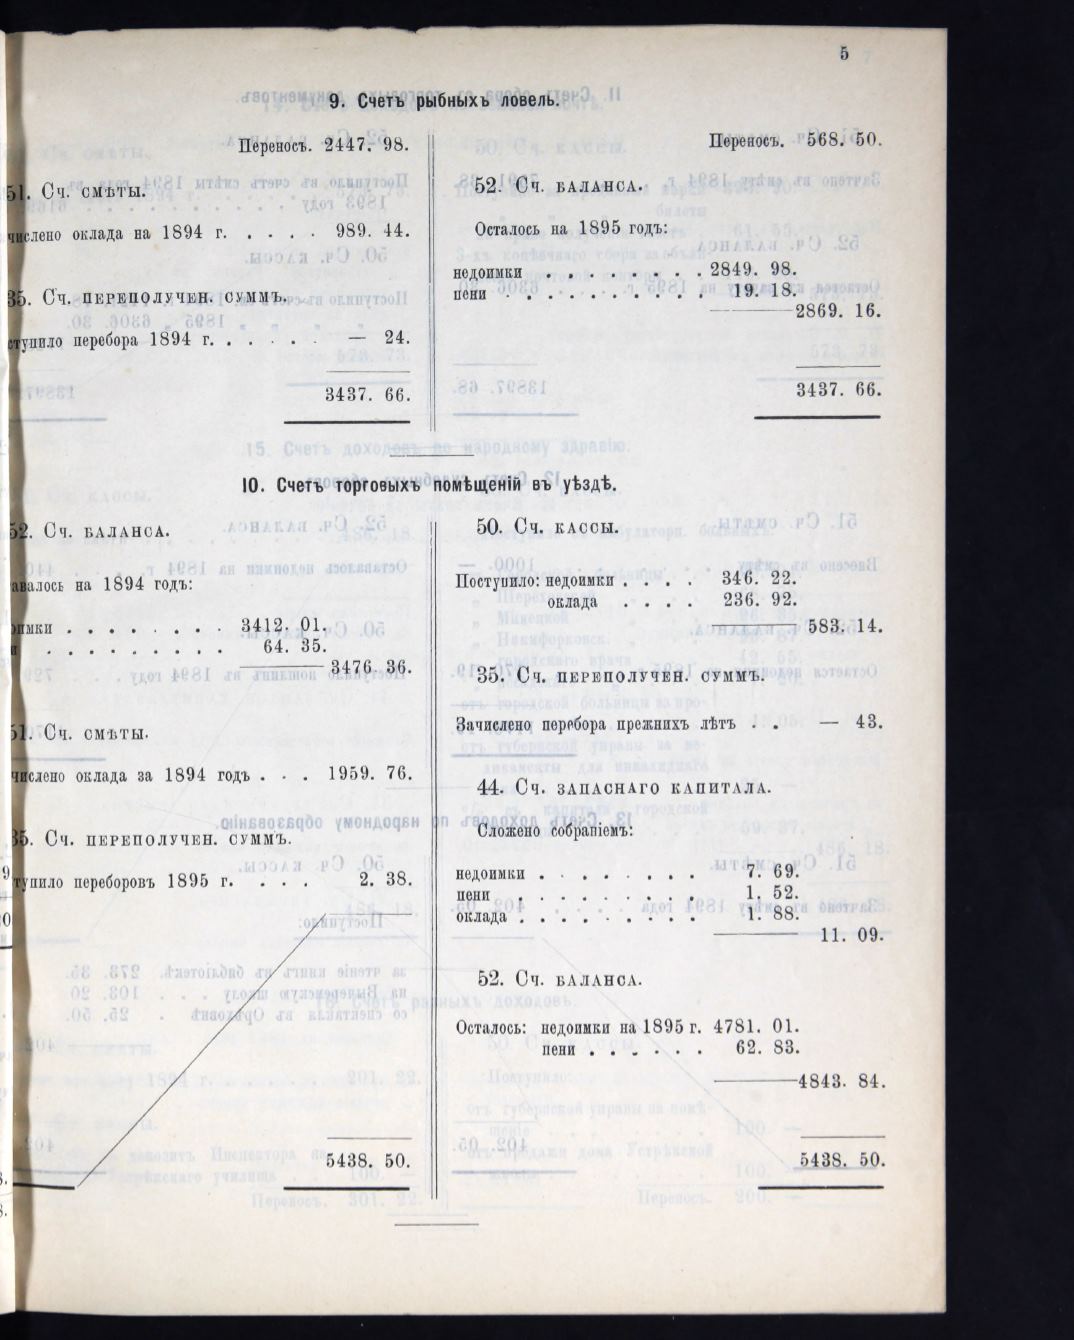 5
9. Счетъ рыбныхъ ловель.
Переносъ. 2447. 98.
51. Сч. смѣты.
числено оклада на 1894 г. . . . . 989. 44.
35. Сч. переполучен. суммъ.
ступило перебора 1894 г. . . . . . — 24.
3437. 66.
Переносъ. 568. 50.
52. Сч. баланса.
Осталось на 1895 годъ:
недоимки . . . . . . . . 2849. 98.
пени . . . . . . . . . . 19. 18.
2869. 16.
3437. 66.
10. Счетъ торговыхъ помѣщеній въ уѣздѣ.
52. Сч. баланса.
авалось на 1894 годъ:
имки . . . . . . . 3412. 01.
и . . . . . . . . . 64. 35.
3476 36.
51. Сч. смѣты.
числено оклада за 1894 годъ . . . 1959. 76.
35. Сч. переполучен. суммъ.
тупило переборовъ 1895 г. . . . 2. 38.
5438. 50.
50. Сч. кассы.
Поступило: недоимки . . . . 346. 22.
оклада . . . . 236. 92.
583. 14.
35. Сч. переполучен. суммъ.
Зачислено перебора прежнихъ лѣтъ . . — 43.
44. Сч. запаснаго капитала.
Сложено собраніемъ:
недоимки . . . . . . . 7. 69.
пени . . . . . . . . 1. 52.
оклада . . . . . . . . 1. 88.
11. 09.
52. Сч. баланса.
Осталось: недоимки на 1895 г. 4781. 01.
пени . . . . . . 62. 83.
4843. 84.
5438. 50.